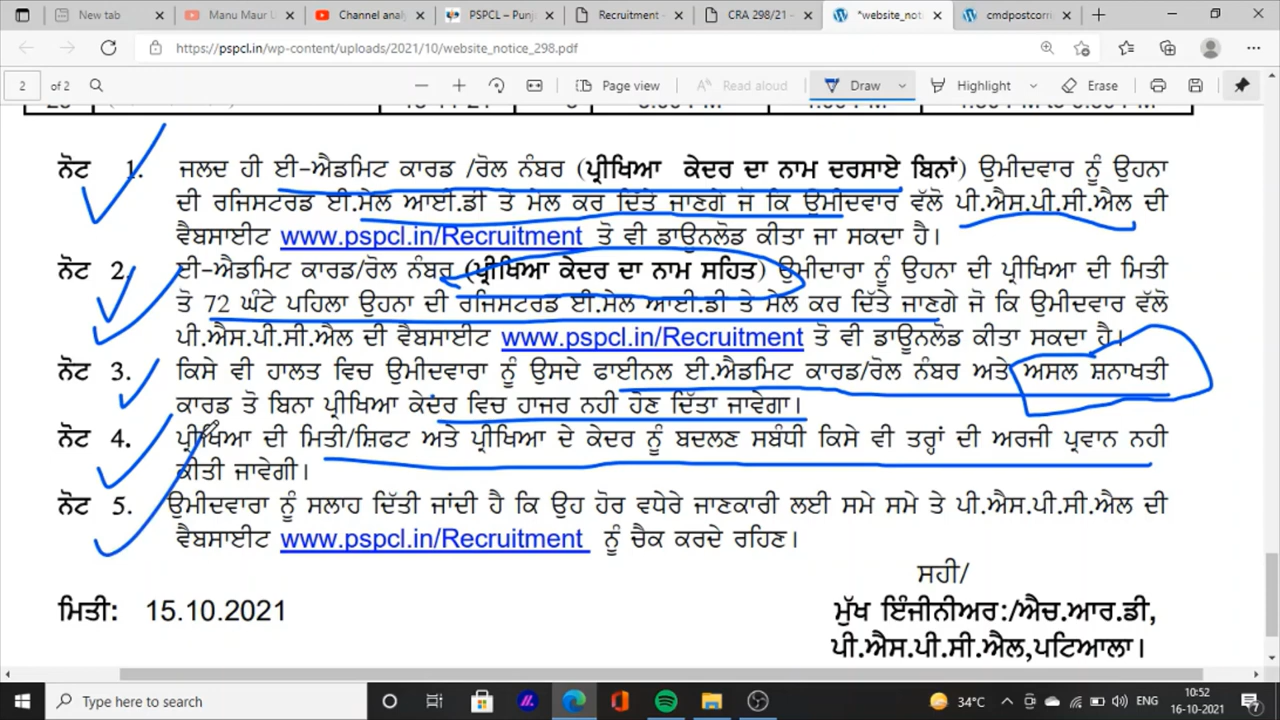 New tab
Manu Maur U
Channel analy
PSPCL – Punj
Recruitment –
CRA 298/21 –
*website_not
cmdpostcorri
https://pspcl.in/wp-content/uploads/2021/10/website_notice_298.pdf
2 of 2
Page view
Read aloud
Draw
Highlight
Erase
ਨੋਟ 1. ਜਲਦ ਹੀ ਈ-ਐਡਮਿਟ ਕਾਰਡ /ਰੋਲ ਨੰਬਰ (ਪ੍ਰੀਖਿਆ ਕੇਦਰ ਦਾ ਨਾਮ ਦਰਸਾਏ ਬਿਨਾਂ) ਉਮੀਦਵਾਰ ਨੂੰ ਉਹਨਾ
ਦੀ ਰਜਿਸਟਰਡ ਈ.ਮੇਲ ਆਈ.ਡੀ ਤੇ ਮੇਲ ਕਰ ਦਿੱਤੇ ਜਾਣਗੇ ਜੋ ਕਿ ਉਮੀਦਵਾਰ ਵੱਲੋ ਪੀ.ਐਸ.ਪੀ.ਸੀ.ਐਲ ਦੀ
ਵੈਬਸਾਈਟ www.pspcl.in/Recruitment ਤੋ ਵੀ ਡਾਊਨਲੋਡ ਕੀਤਾ ਜਾ ਸਕਦਾ ਹੈ।
ਨੋਟ 2. ਈ-ਐਡਮਿਟ ਕਾਰਡ/ਰੋਲ ਨੰਬਰ (ਪ੍ਰੀਖਿਆ ਕੇਦਰ ਦਾ ਨਾਮ ਸਹਿਤ) ਉਮੀਦਾਰਾ ਨੂੰ ਉਹਨਾ ਦੀ ਪ੍ਰੀਖਿਆ ਦੀ ਮਿਤੀ
ਤੋ 72 ਘੰਟੇ ਪਹਿਲਾ ਉਹਨਾ ਦੀ ਰਜਿਸਟਰਡ ਈ.ਮੇਲ ਆਈ.ਡੀ ਤੇ ਮੇਲ ਕਰ ਦਿੱਤੇ ਜਾਣਗੇ ਜੋ ਕਿ ਉਮੀਦਵਾਰ ਵੱਲੋ
ਪੀ.ਐਸ.ਪੀ.ਸੀ.ਐਲ ਦੀ ਵੈਬਸਾਈਟ www.pspcl.in/Recruitment ਤੋ ਵੀ ਡਾਊਨਲੋਡ ਕੀਤਾ ਸਕਦਾ ਹੈ।
ਨੋਟ 3. ਕਿਸੇ ਵੀ ਹਾਲਤ ਵਿਚ ਉਮੀਦਵਾਰਾ ਨੂੰ ਉਸਦੇ ਫਾਈਨਲ ਈ.ਐਡਮਿਟ ਕਾਰਡ/ਰੋਲ ਨੰਬਰ ਅਤੇ ਅਸਲ ਸ਼ਨਾਖਤੀ
ਕਾਰਡ ਤੋ ਬਿਨਾ ਪ੍ਰੀਖਿਆ ਕੇਦਰ ਵਿਚ ਹਾਜਰ ਨਹੀ ਹੋਣ ਦਿੱਤਾ ਜਾਵੇਗਾ।
ਨੋਟ 4. ਪ੍ਰੀਖਿਆ ਦੀ ਮਿਤੀ/ਸ਼ਿਫਟ ਅਤੇ ਪ੍ਰੀਖਿਆ ਦੇ ਕੇਦਰ ਨੂੰ ਬਦਲਣ ਸਬੰਧੀ ਕਿਸੇ ਵੀ ਤਰ੍ਹਾਂ ਦੀ ਅਰਜੀ ਪ੍ਰਵਾਨ ਨਹੀ
ਕੀਤੀ ਜਾਵੇਗੀ।
ਨੋਟ 5. ਉਮੀਦਵਾਰਾ ਨੂੰ ਸਲਾਹ ਦਿੱਤੀ ਜਾਂਦੀ ਹੈ ਕਿ ਉਹ ਹੋਰ ਵਧੇਰੇ ਜਾਣਕਾਰੀ ਲਈ ਸਮੇ ਸਮੇ ਤੇ ਪੀ.ਐਸ.ਪੀ.ਸੀ.ਐਲ ਦੀ
ਵੈਬਸਾਈਟ www.pspcl.in/Recruitment ਨੂੰ ਚੈਕ ਕਰਦੇ ਰਹਿਣ।
ਸਹੀ/
ਮਿਤੀ: 15.10.2021
ਮੁੱਖ ਇੰਜੀਨੀਅਰ:/ਐਚ.ਆਰ.ਡੀ,
ਪੀ.ਐਸ.ਪੀ.ਸੀ.ਐਲ,ਪਟਿਆਲਾ।
Type here to search
34°C
ENG
10:52
16-10-2021